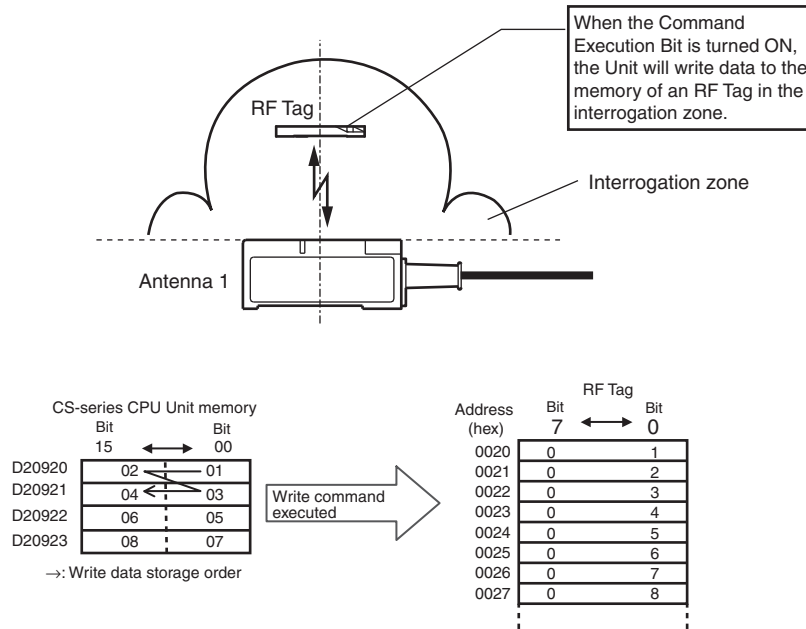 When the Command
Execution Bit is turned ON,
the Unit will write data to the
memory of an RF Tag in the
interrogation zone.
RF Tag
Interrogation zone
Antenna 1
CS-series CPU Unit memory
Bit Bit
15 00
D20920 02 01
D20921 04 03
D20922 06 05
D20923 08 07
→: Write data storage order
Write command
executed
RF Tag
Address Bit Bit
(hex) 7 0
0020 0 1
0021 0 2
0022 0 3
0023 0 4
0024 0 5
0025 0 6
0026 0 7
0027 0 8